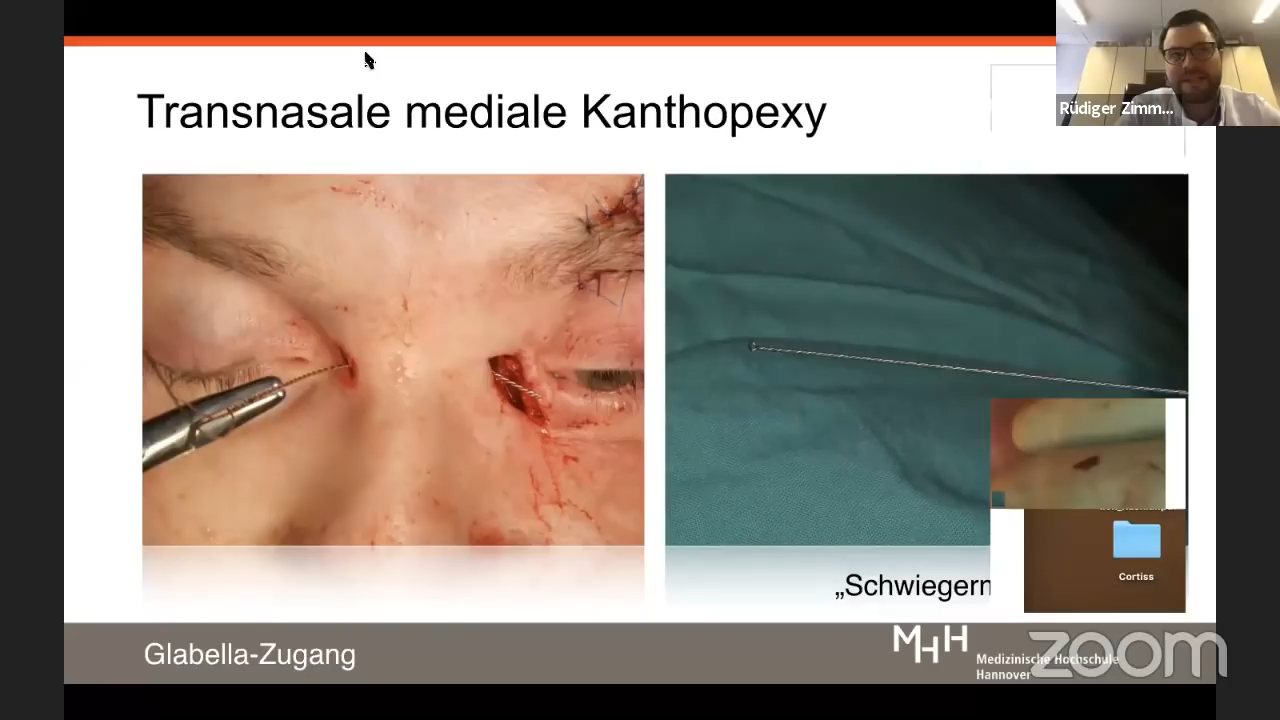 Transnasale mediale Kanthopexy
Rüdiger Zimm...
„Schwiegern
Cortiss
Glabella-Zugang
MHH
Medizinische Hochschule
Hannover
zoom